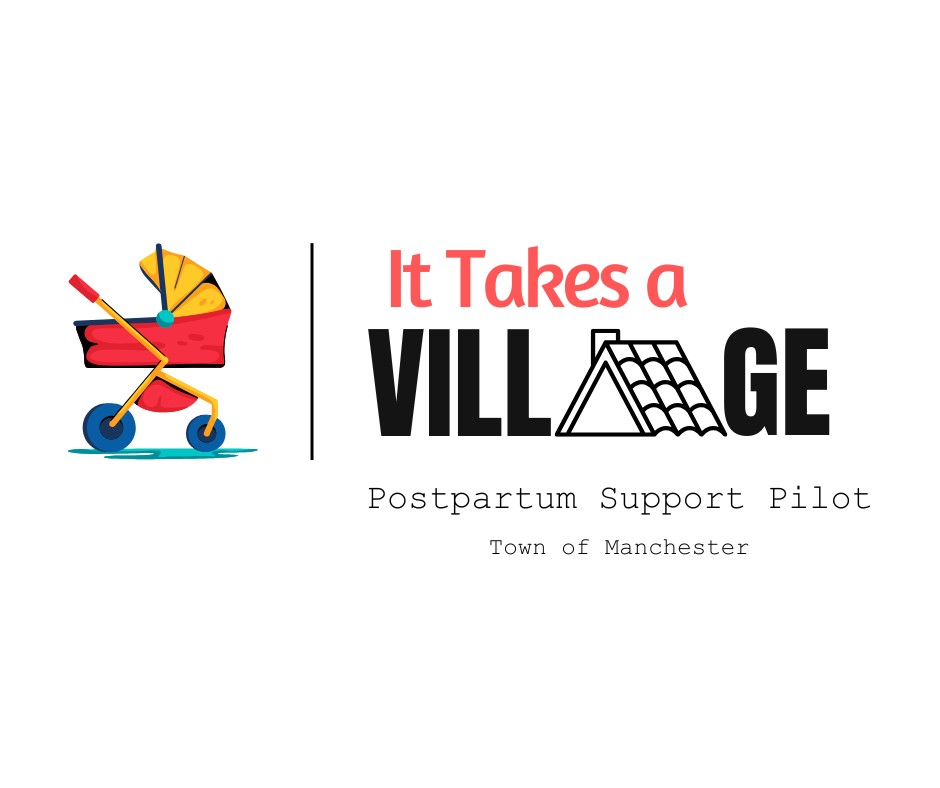 It Takes a
VILLAGE
Postpartum Support Pilot
Town of Manchester